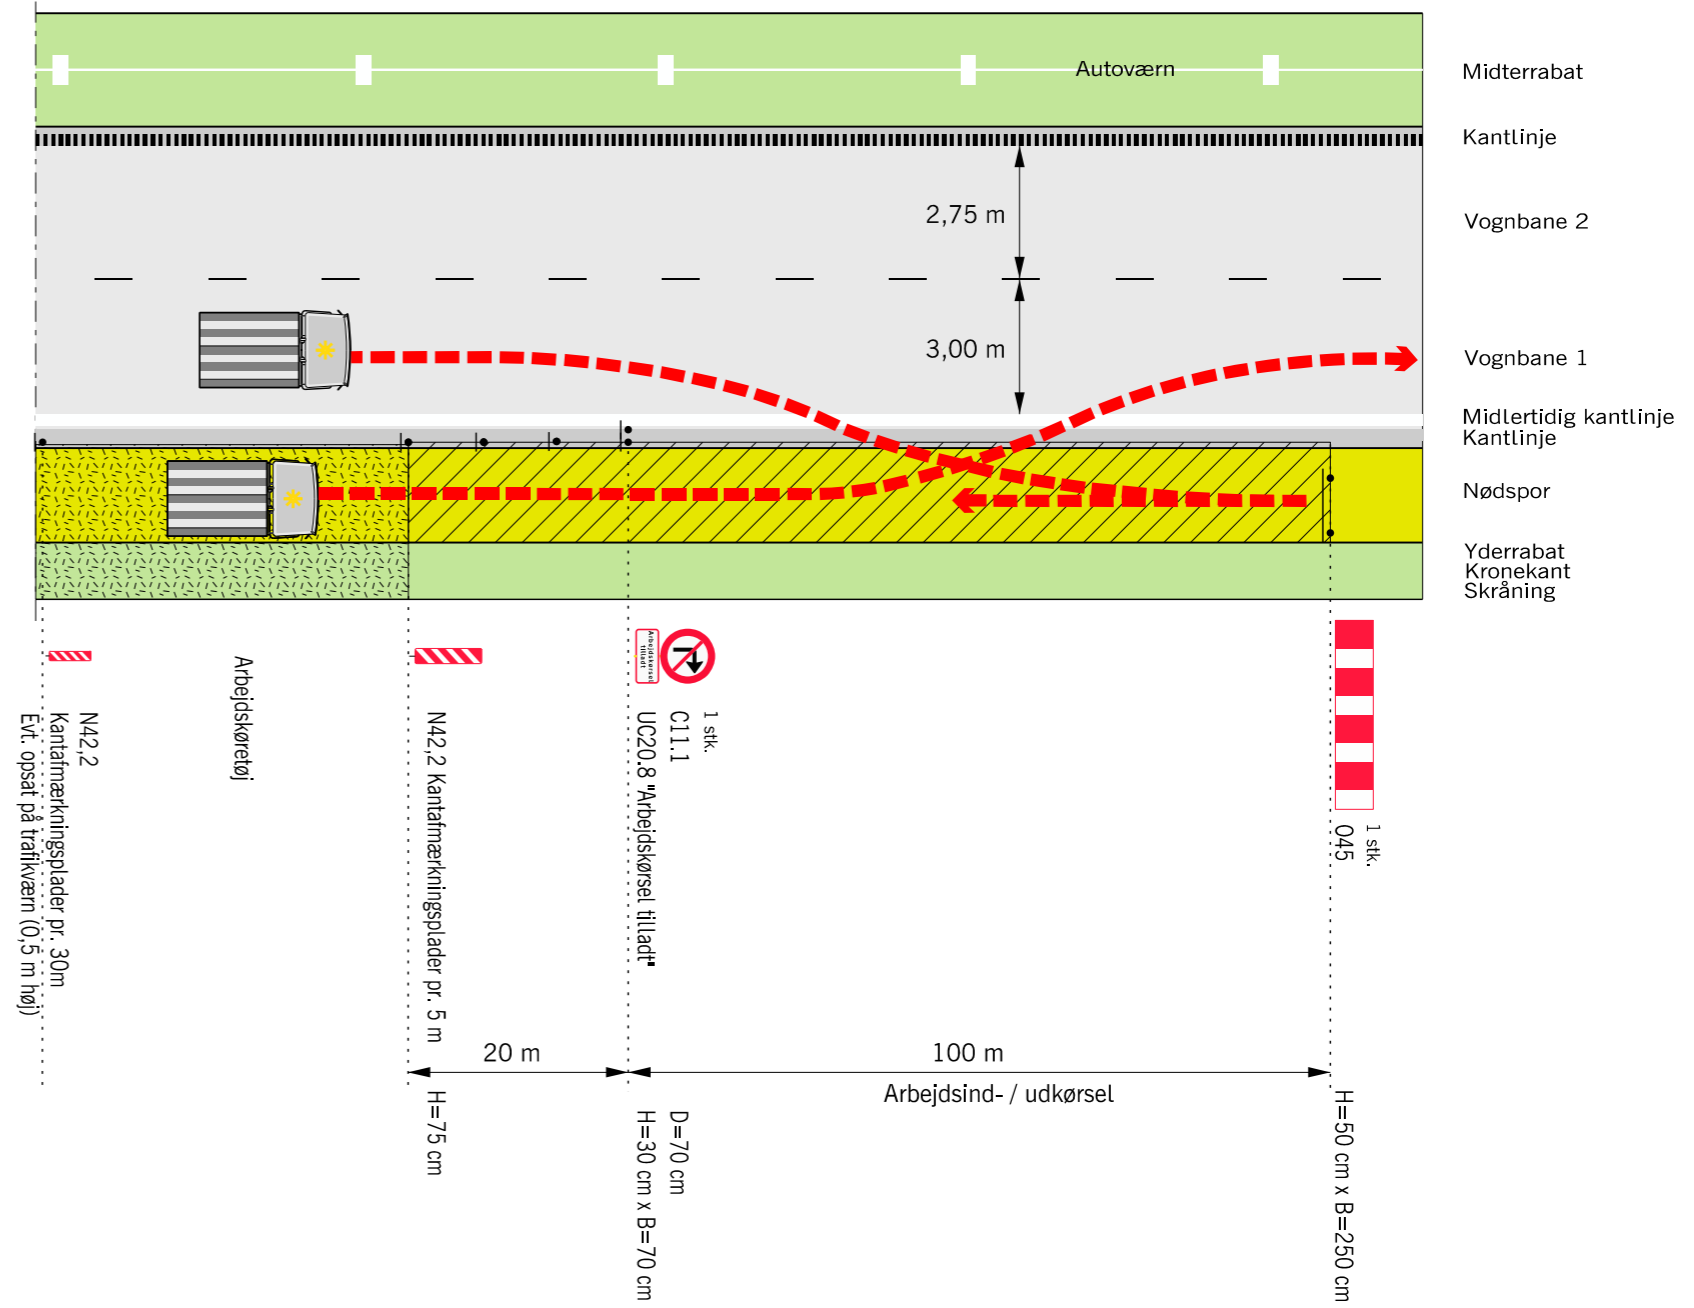 Autoværn
Midterrabat
Kantlinje
2,75 m
Vognbane 2
3,00 m
Vognbane 1
Midlertidig kantlinje
Kantlinje
Nødspor
Yderrabat
Kronekant
Skråning
N42,2
Kantafmærkningsplader pr. 30m
Evt. opsat på trafikværn (0,5 m høj)
Arbejdskøretøj
N42,2 Kantafmærkningsplader pr. 5 m
H=75 cm
Arbejdskørsel
tilladt
1 stk.
C11.1
UC20.8 "Arbejdskørsel tilladt"
D=70 cm
H=30 cm x B=70 cm
1 stk.
O45
H=50 cm x B=250 cm
20 m
100 m
Arbejdsind- / udkørsel